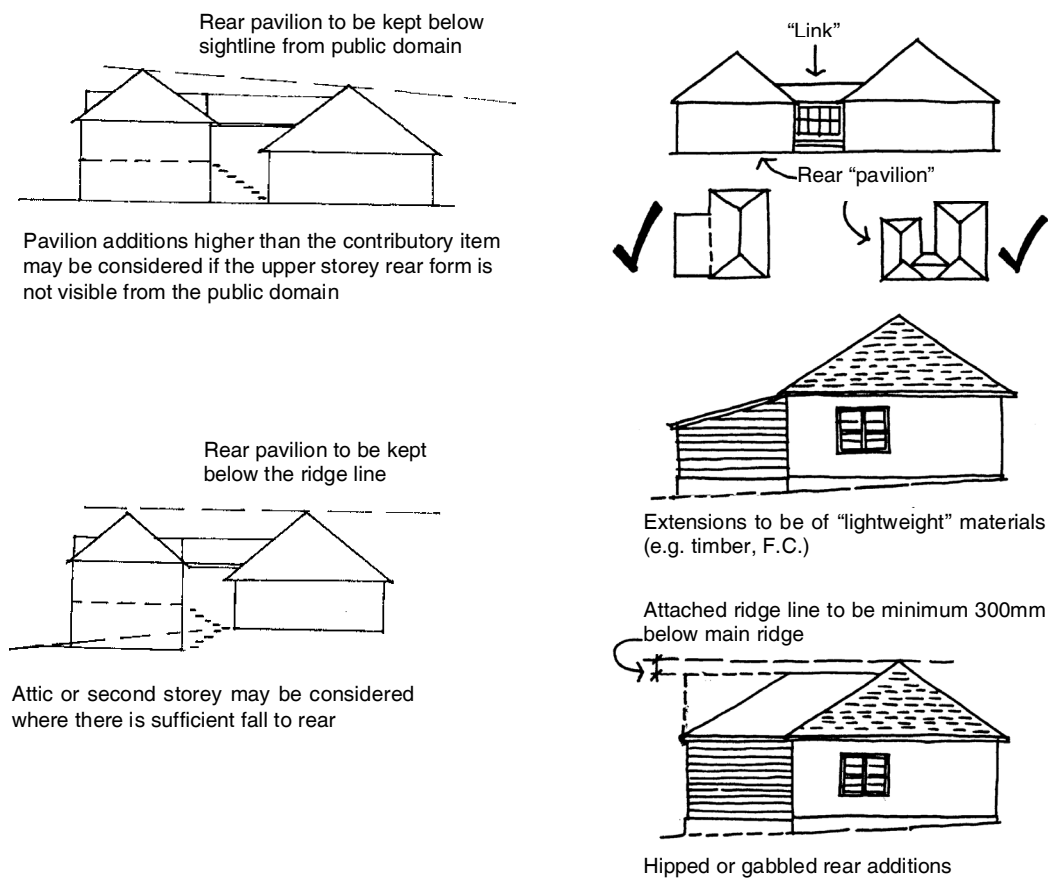 Rear pavilion to be kept below
sightline from public domain
Pavilion additions higher than the contributory item
may be considered if the upper storey rear form is
not visible from the public domain
Rear pavilion to be kept
below the ridge line
Attic or second storey may be considered
where there is sufficient fall to rear
“Link”
Rear “pavilion”
Extensions to be of “lightweight” materials
(e.g. timber, F.C.)
Attached ridge line to be minimum 300mm
below main ridge
Hipped or gabbled rear additions